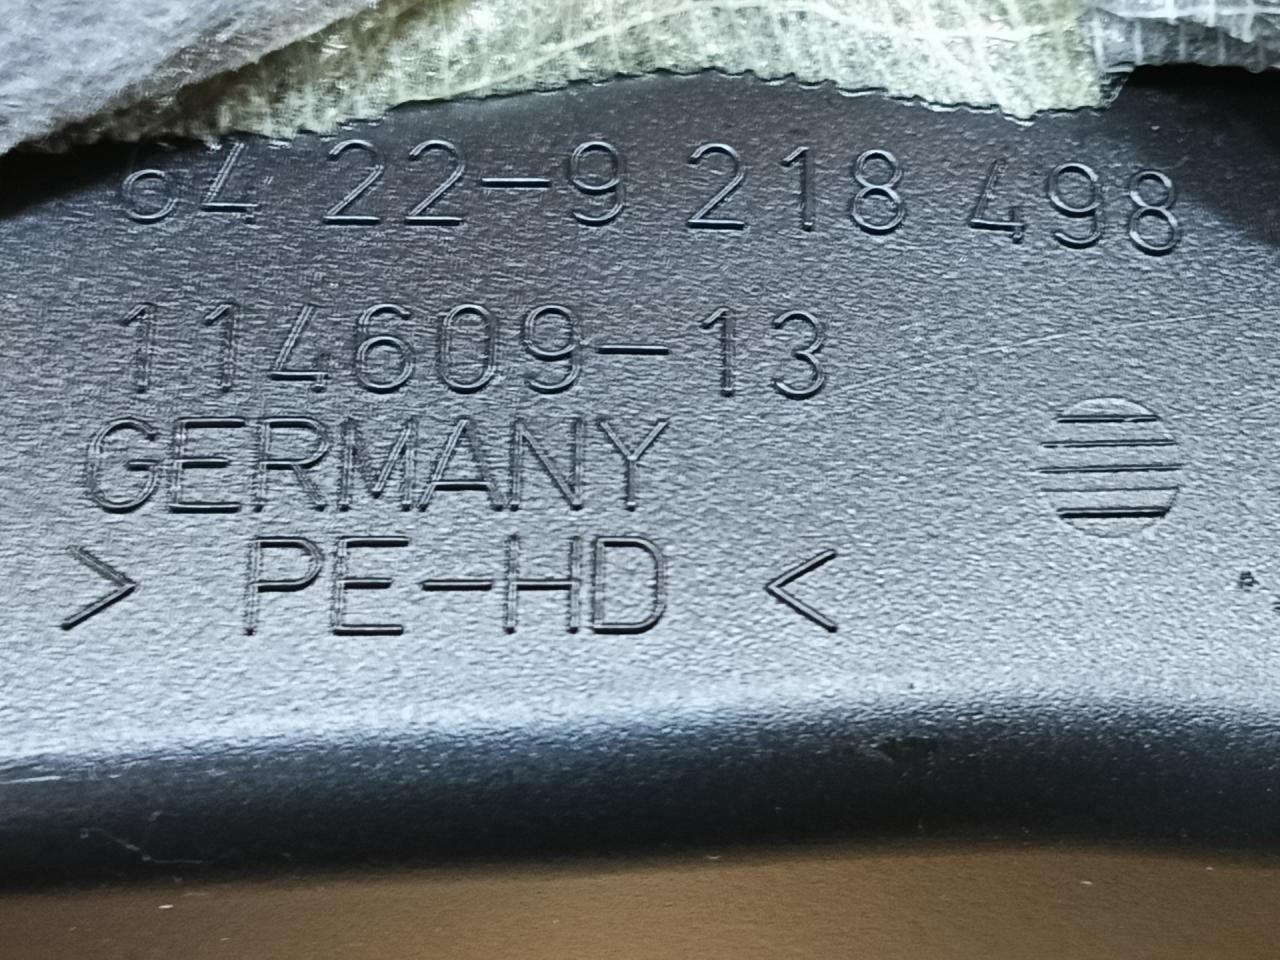 64 22-9 218 498
114609-13
GERMANY
> PE-HD <